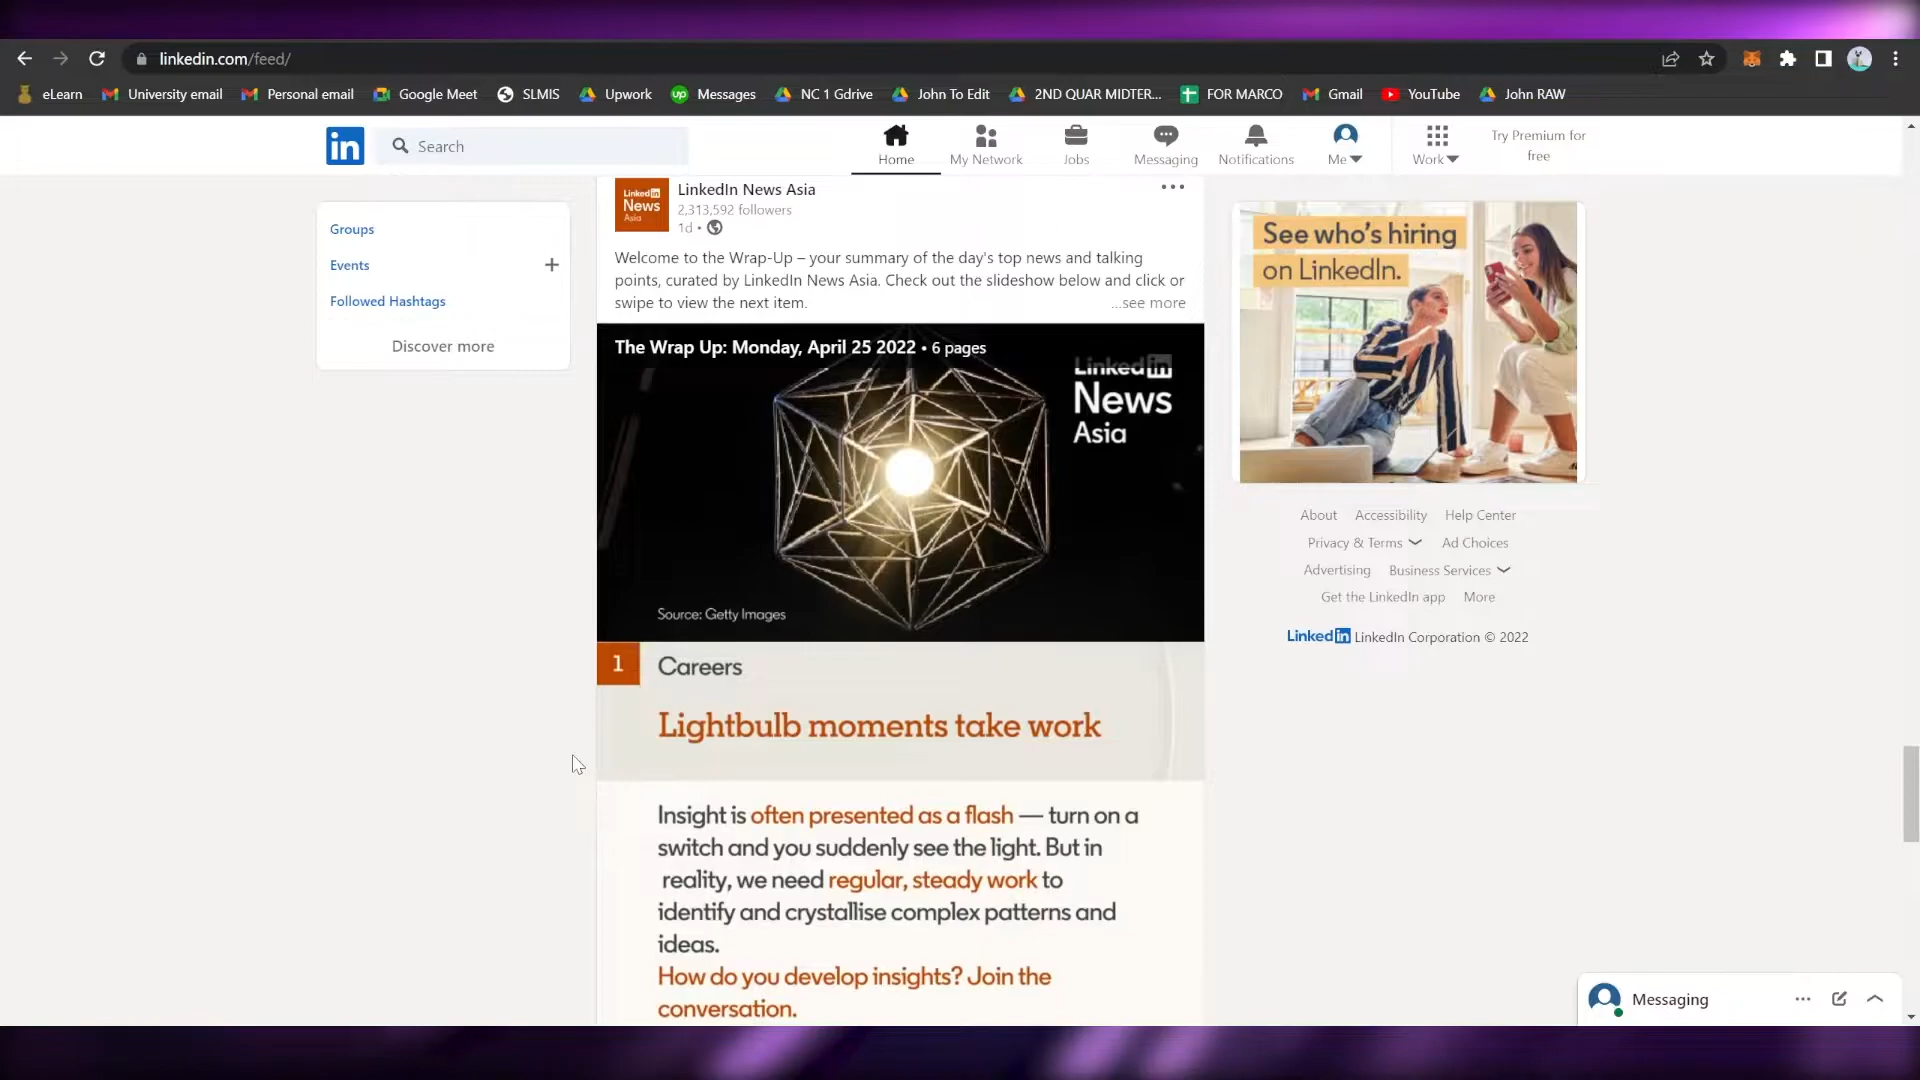 linkedin.com/feed/
eLearn University email Personal email Google Meet SLMIS Upwork Messages NC 1 Gdrive John To Edit 2ND QUAR MIDTER... FOR MARCO Gmail YouTube John RAW
in Search Home My Network Jobs Messaging Notifications Me Work Try Premium for
free
Groups
Events
Followed Hashtags
Discover more
Linked in
News
Asia
LinkedIn News Asia
2,313,592 followers
1d •
Welcome to the Wrap-Up – your summary of the day's top news and talking
points, curated by LinkedIn News Asia. Check out the slideshow below and click or
swipe to view the next item. ...see more
The Wrap Up: Monday, April 25 2022 • 6 pages
Linked in
News
Asia
Source: Getty Images
1 Careers
Lightbulb moments take work
Insight is often presented as a flash — turn on a
switch and you suddenly see the light. But in
reality, we need regular, steady work to
identify and crystallise complex patterns and
ideas.
How do you develop insights? Join the
conversation.
See who's hiring
on LinkedIn.
About Accessibility Help Center
Privacy & Terms Ad Choices
Advertising Business Services
Get the LinkedIn app More
Linked in LinkedIn Corporation © 2022
Messaging